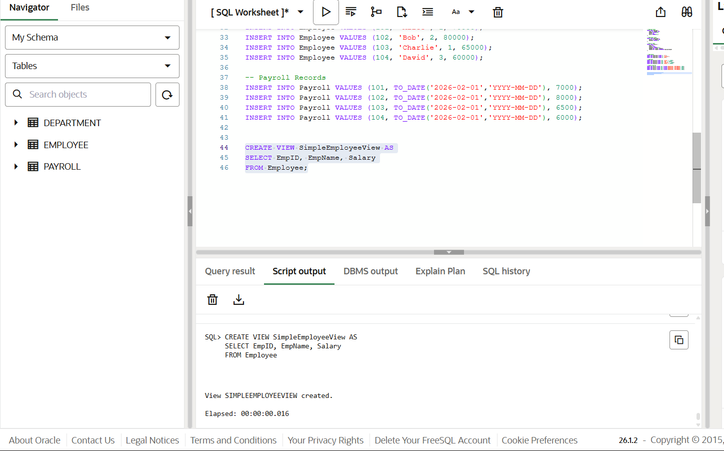 Navigator
Files
My Schema
Tables
Search objects
DEPARTMENT
EMPLOYEE
PAYROLL
[ SQL Worksheet ]*
Aa
33 INSERT INTO Employee VALUES (102, 'Bob', 2, 80000);
34 INSERT INTO Employee VALUES (103, 'Charlie', 1, 65000);
35 INSERT INTO Employee VALUES (104, 'David', 3, 60000);
36
37 -- Payroll Records
38 INSERT INTO Payroll VALUES (101, TO_DATE('2026-02-01','YYYY-MM-DD'), 7000);
39 INSERT INTO Payroll VALUES (102, TO_DATE('2026-02-01','YYYY-MM-DD'), 8000);
40 INSERT INTO Payroll VALUES (103, TO_DATE('2026-02-01','YYYY-MM-DD'), 6500);
41 INSERT INTO Payroll VALUES (104, TO_DATE('2026-02-01','YYYY-MM-DD'), 6000);
42
43
44 CREATE VIEW SimpleEmployeeView AS
45 SELECT EmpID, EmpName, Salary
46 FROM Employee;
Query result
Script output
DBMS output
Explain Plan
SQL history
SQL> CREATE VIEW SimpleEmployeeView AS
SELECT EmpID, EmpName, Salary
FROM Employee
View SIMPLEEMPLOYEEVIEW created.
Elapsed: 00:00:00.016
About Oracle
Contact Us
Legal Notices
Terms and Conditions
Your Privacy Rights
Delete Your FreeSQL Account
Cookie Preferences
26.1.2 - Copyright © 2015,